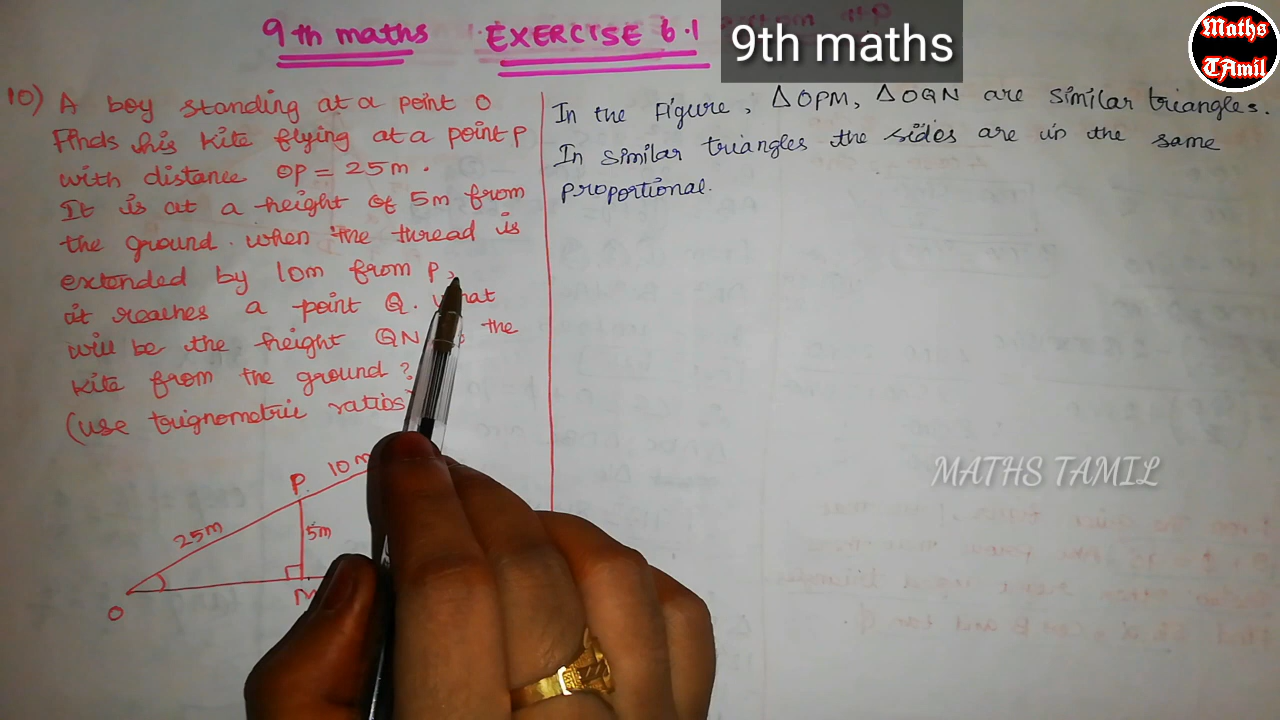 9th maths EXERCISE 6.1
9th maths
Maths
TAmil
10) A boy standing at a point O
Finds his kite flying at a point P
with distance OP = 25m.
It is at a height of 5m from
the ground. when the thread is
extended by 10m from P,
it reaches a point Q. What
will be the height QN the
kite from the ground?
(use trignometric ratios)
In the Figure, △OPM, △OQN are similar triangles.
In similar triangles the sides are in the same
proportional.
MATHS TAMIL
10m
P
25m
5m
O
M